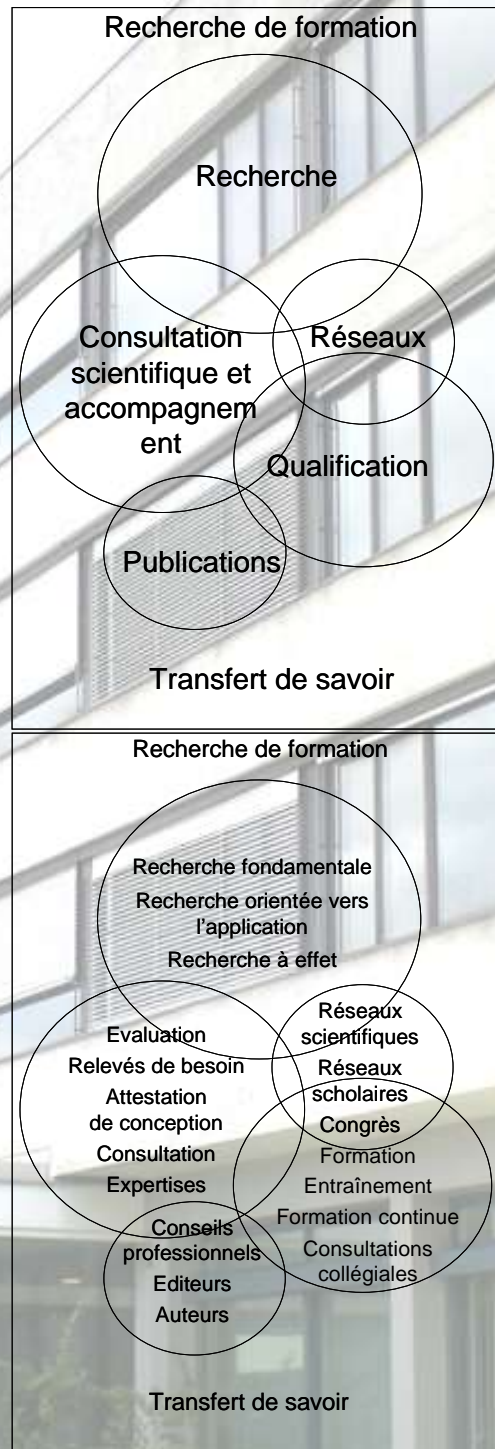 Recherche de formation
Recherche
Consultation
scientifique et
accompagnem
ent
Réseaux
Qualification
Publications
Transfert de savoir
Recherche de formation
Recherche fondamentale
Recherche orientée vers
l'application
Recherche à effet
Evaluation
Relevés de besoin
Attestation
de conception
Consultation
Expertises
Réseaux
scientifiques
Réseaux
scholaires
Congrès
Formation
Entraînement
Formation continue
Consultations
collégiales
Conseils
professionnels
Editeurs
Auteurs
Transfert de savoir